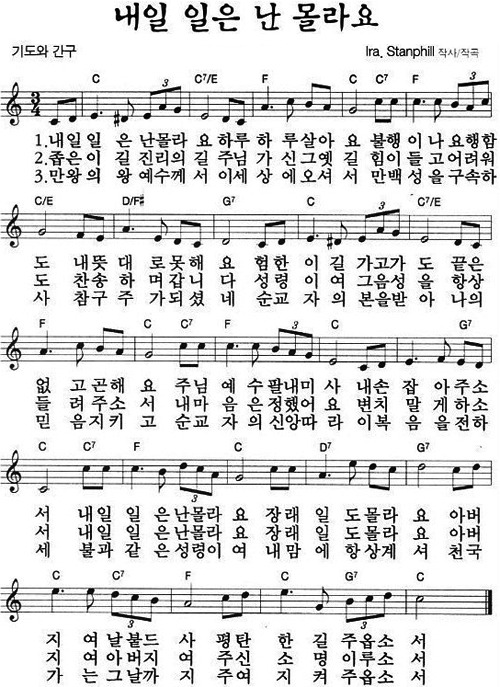 내일 일은 난 몰라요
기도와 간구 Ira. Stanphill 작사/작곡
C C7/E F C C7 F
3/4
1.내일일 은난몰라 요하루하 루살아요 불행이나요행함
2.좁은이 길진리의길 주님가 신그옛길 힘이들고어려워
3.만왕의 왕예수께서 이세상 에오셔서 만백성을구속하
C/E D/F# G7 C C7/E
도 내뜻대 로못해요 험한이길가고가 도 끝은
도 찬송하 며갑니다 성령이여그음성 을 항상
사 참구주 가되셨네 순교자의본을받 아 나의
F C C7 F C G7
없고곤해요 주님예수팔내미 사 내손잡아주소
들려주소서 내마음은정했어 요 변치말게하소
믿음지키고 순교자의신앙따 라 이복음을전하
C C7 F C D7 G7
서 내일일은난몰라요 장래일도몰라요 아버
서 내일일은난몰라요 장래일도몰라요 아버
세 불과같은성령이여 내맘에항상계셔 천국
C C7 F C G7 C
지여날붙드사 평탄한길주옵소서
지여아버지여 주신소명이루소서
가는그날까지 주여지켜주옵소서